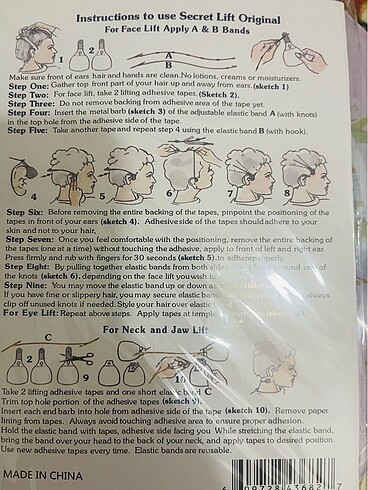 Instructions to use Secret Lift Original
For Face Lift Apply A & B Bands
1
2
A
B
3
Make sure front of ears hair and hands are clean. No lotions, creams or moisturizers.
Step One: Gather top front part of your hair up and away from ears. (sketch 1)
Step Two: For face lift, take 2 lifting adhesive tapes. (Sketch 2).
Step Three: Do not remove backing from adhesive area of the tape yet.
Step Four: Insert the metal barb (sketch 3) of the adjustable elastic band A (with knots)
in the top hole from the adhesive side of the tape.
Step Five: Take another tape and repeat step 4 using the elastic band B (with hook).
4
5
6
7
8
Step Six: Before removing the entire backing of the tapes, pinpoint the positioning of
the tapes in front of your ears (sketch 4). Adhesive side of the tape should adhere to your
skin and not to your hair,
Step Seven: Once you feel comfortable with the positioning, remove the entire backing of
the tapes (one at a time) without touching the adhesive, apply to front of left and right ear.
Press firmly and rub with fingers for 30 seconds (sketch 5). to adhere properly.
Step Eight: By pulling together elastic bands from both sides around one of
the knots (sketch 6), depending on the face lift you wish to
Step Nine: You may move the elastic band up or down as
If you have fine or slippery hair, you may secure elastic band always
clip off unused knots if needed. Style your hair over elastic
For Eye Lift: Repeat above steps. Apply tapes at temple
For Neck and Jaw Lift
C
2
9
10
Take 2 lifting adhesive tapes and one short elastic band C
Trim top hole portion of the adhesive tapes (sketch 9).
Insert each end barb into hole from adhesive side of the tape (sketch 10). Remove paper
lining from tapes. Always avoid touching adhesive area to ensure proper adhesion.
Hold the elastic band with tapes, adhesive side facing you. While stretching the elastic band,
bring the band over the head to the back of your neck, and apply tapes to desired position.
Use new adhesive tapes every time. Elastic bands are reusable.
MADE IN CHINA
6 09728 43682 7